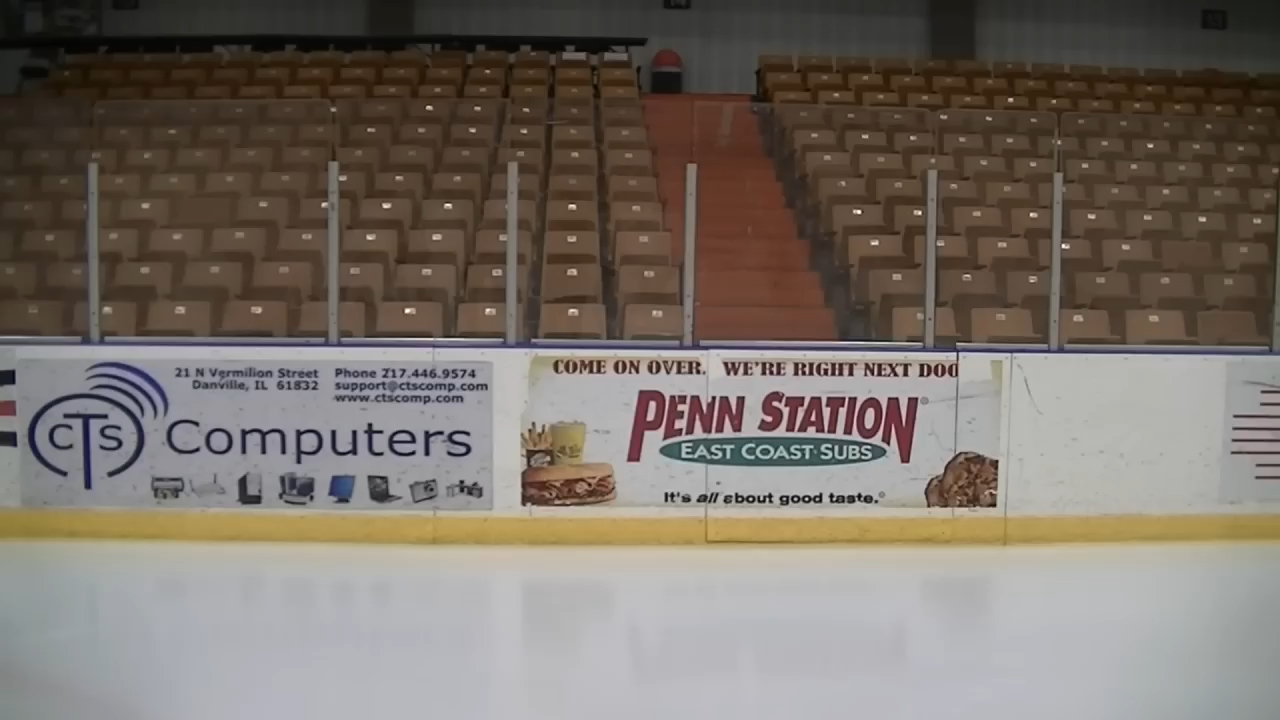 21 N Vermilion Street
Danville, IL 61832
Phone 217.446.9574
support@ctscomp.com
www.ctscomp.com
CTS Computers
COME ON OVER. WE'RE RIGHT NEXT DOO
PENN STATION®
EAST COAST SUBS
It's all about good taste.®